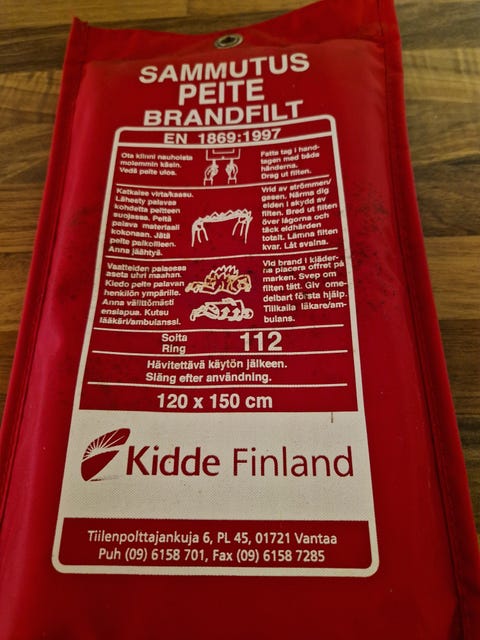 SAMMUTUS
PEITE
BRANDFILT
EN 1869:1997
Ota kiinni nauhoista
molemmin käsin.
Vedä peite ulos.
Fatta tag i hand-
tagen med båda
händerna.
Drag ut filten
Katkaise virta/kaasu.
Lähesty palavaa
kohdetta peitteen
suojassa. Peitä
palava materiaali
kokonaan. Jätä
peite paikoilleen.
Anna jäähtyä.
Vrid av strömmen/
gasen. Närma dig
elden i skydd av
filten. Bred ut filten
över lågorna och
täck eldhärden
totalt. Lämna filten
kvar. Låt svalna.
Vaatteiden palaessa
aseta uhri maahan.
Kiedo peite palavan
henkilön ympärille.
Anna välittömästi
ensiapua. Kutsu
lääkäri/ambulanssi.
Vid brand i kläder-
na placera offret på
marken. Svep om
filten tätt. Giv ome-
delbart första hjälp.
Tillkalla läkare/am-
bulans.
Soita
Ring
112
Hävitettävä käytön jälkeen.
Släng efter användning.
120 x 150 cm
Kidde Finland
Tiilenpolttajankuja 6, PL 45, 01721 Vantaa
Puh (09) 6158 701, Fax (09) 6158 7285